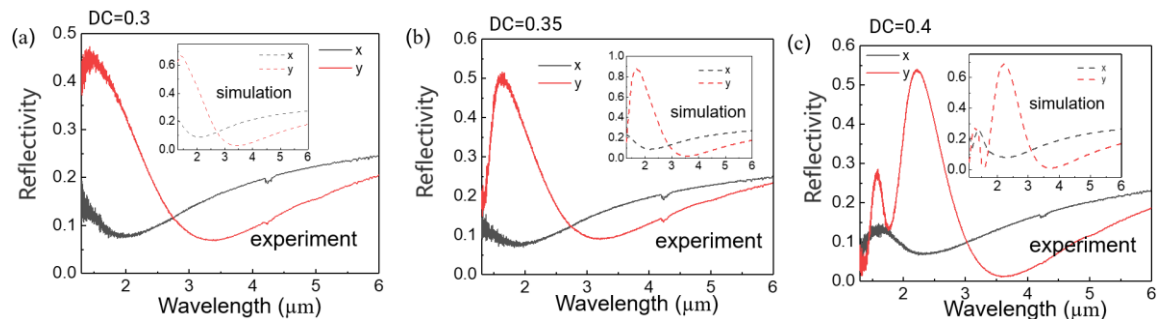 DC=0.3
(a)
0.5
0.4
0.3
0.2
0.1
0.0
Reflectivity
x
y
0.8
0.6
0.4
0.2
0.0
x
y
simulation
1 2 3 4 5 6
experiment
2 3 4 5 6
Wavelength (μm)
DC=0.35
(b)
0.6
0.5
0.4
0.3
0.2
0.1
0.0
Reflectivity
x
y
1.0
0.8
0.6
0.4
0.2
0.0
x
y
simulation
2 3 4 5 6
experiment
2 3 4 5 6
Wavelength (μm)
DC=0.4
(c)
0.6
0.5
0.4
0.3
0.2
0.1
0.0
Reflectivity
x
y
0.6
0.4
0.2
0.0
x
y
simulation
2 3 4 5 6
experiment
2 3 4 5 6
Wavelength (μm)